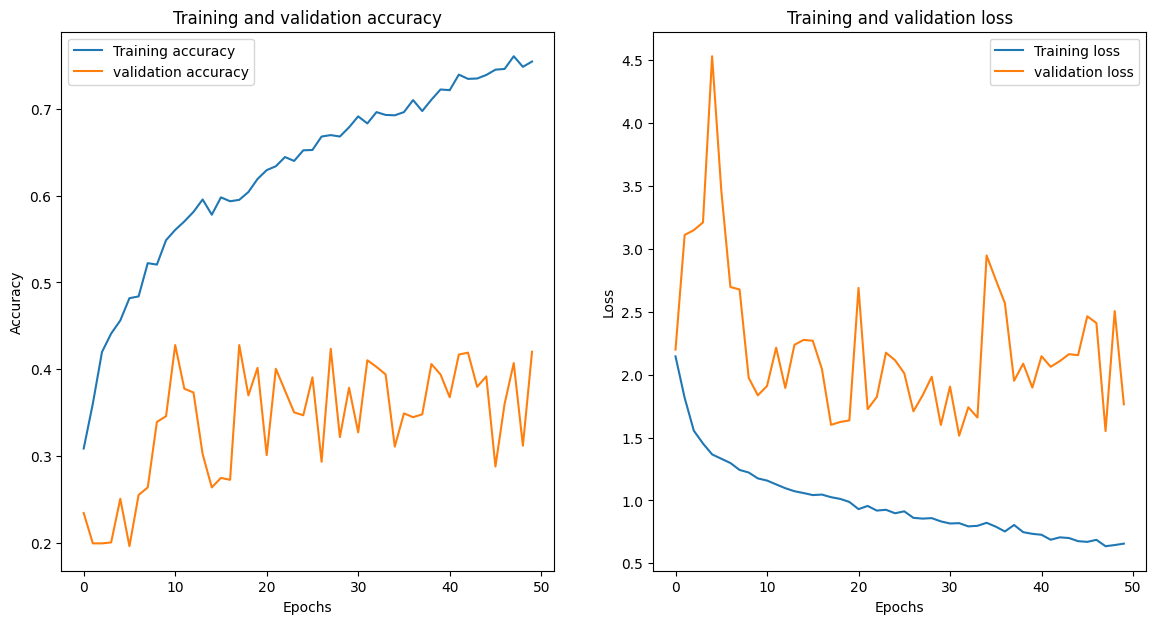 Training and validation accuracy
Training accuracy
validation accuracy
0.7
0.6
0.5
0.4
0.3
0.2
Accuracy
0 10 20 30 40 50
Epochs
Training and validation loss
Training loss
validation loss
4.5
4.0
3.5
3.0
2.5
2.0
1.5
1.0
0.5
Loss
0 10 20 30 40 50
Epochs